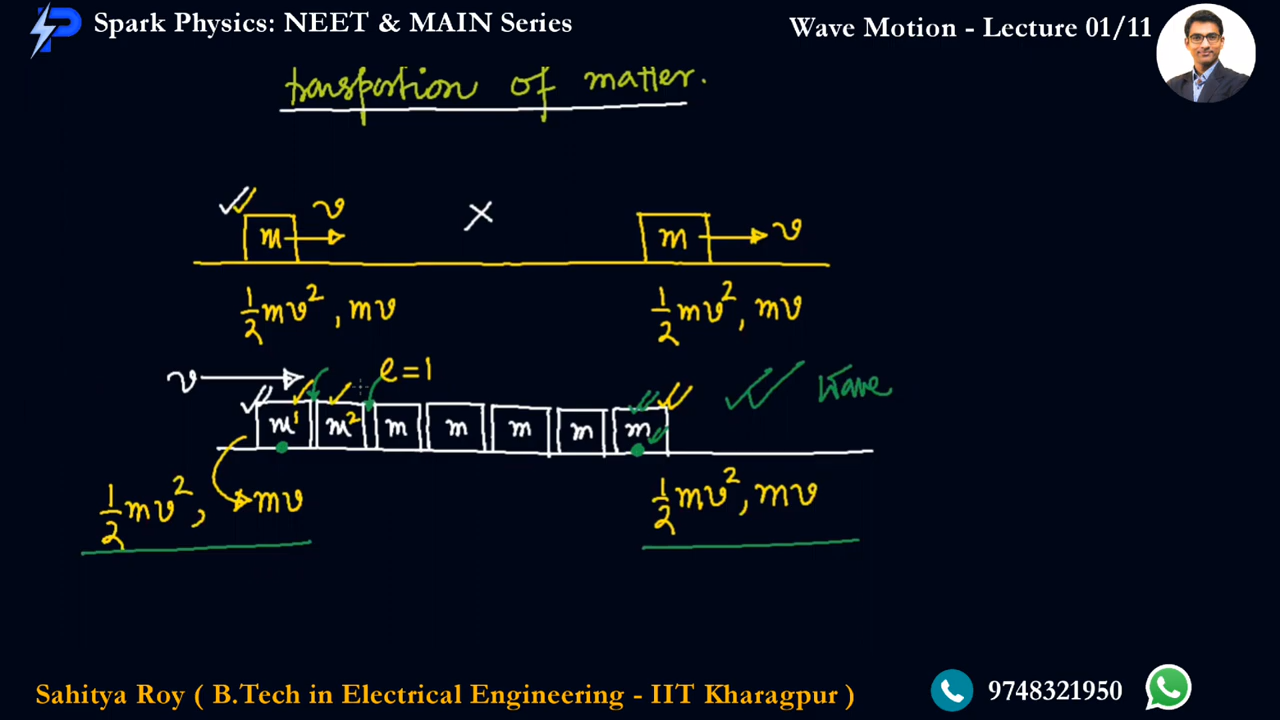 Spark Physics: NEET & MAIN Series
Wave Motion - Lecture 01/11
transportion of matter.
m v × m v
½mv², mv ½mv², mv
v e=1
m¹ m² m m m m m wave
½mv², mv ½mv², mv
Sahitya Roy ( B.Tech in Electrical Engineering - IIT Kharagpur ) 9748321950